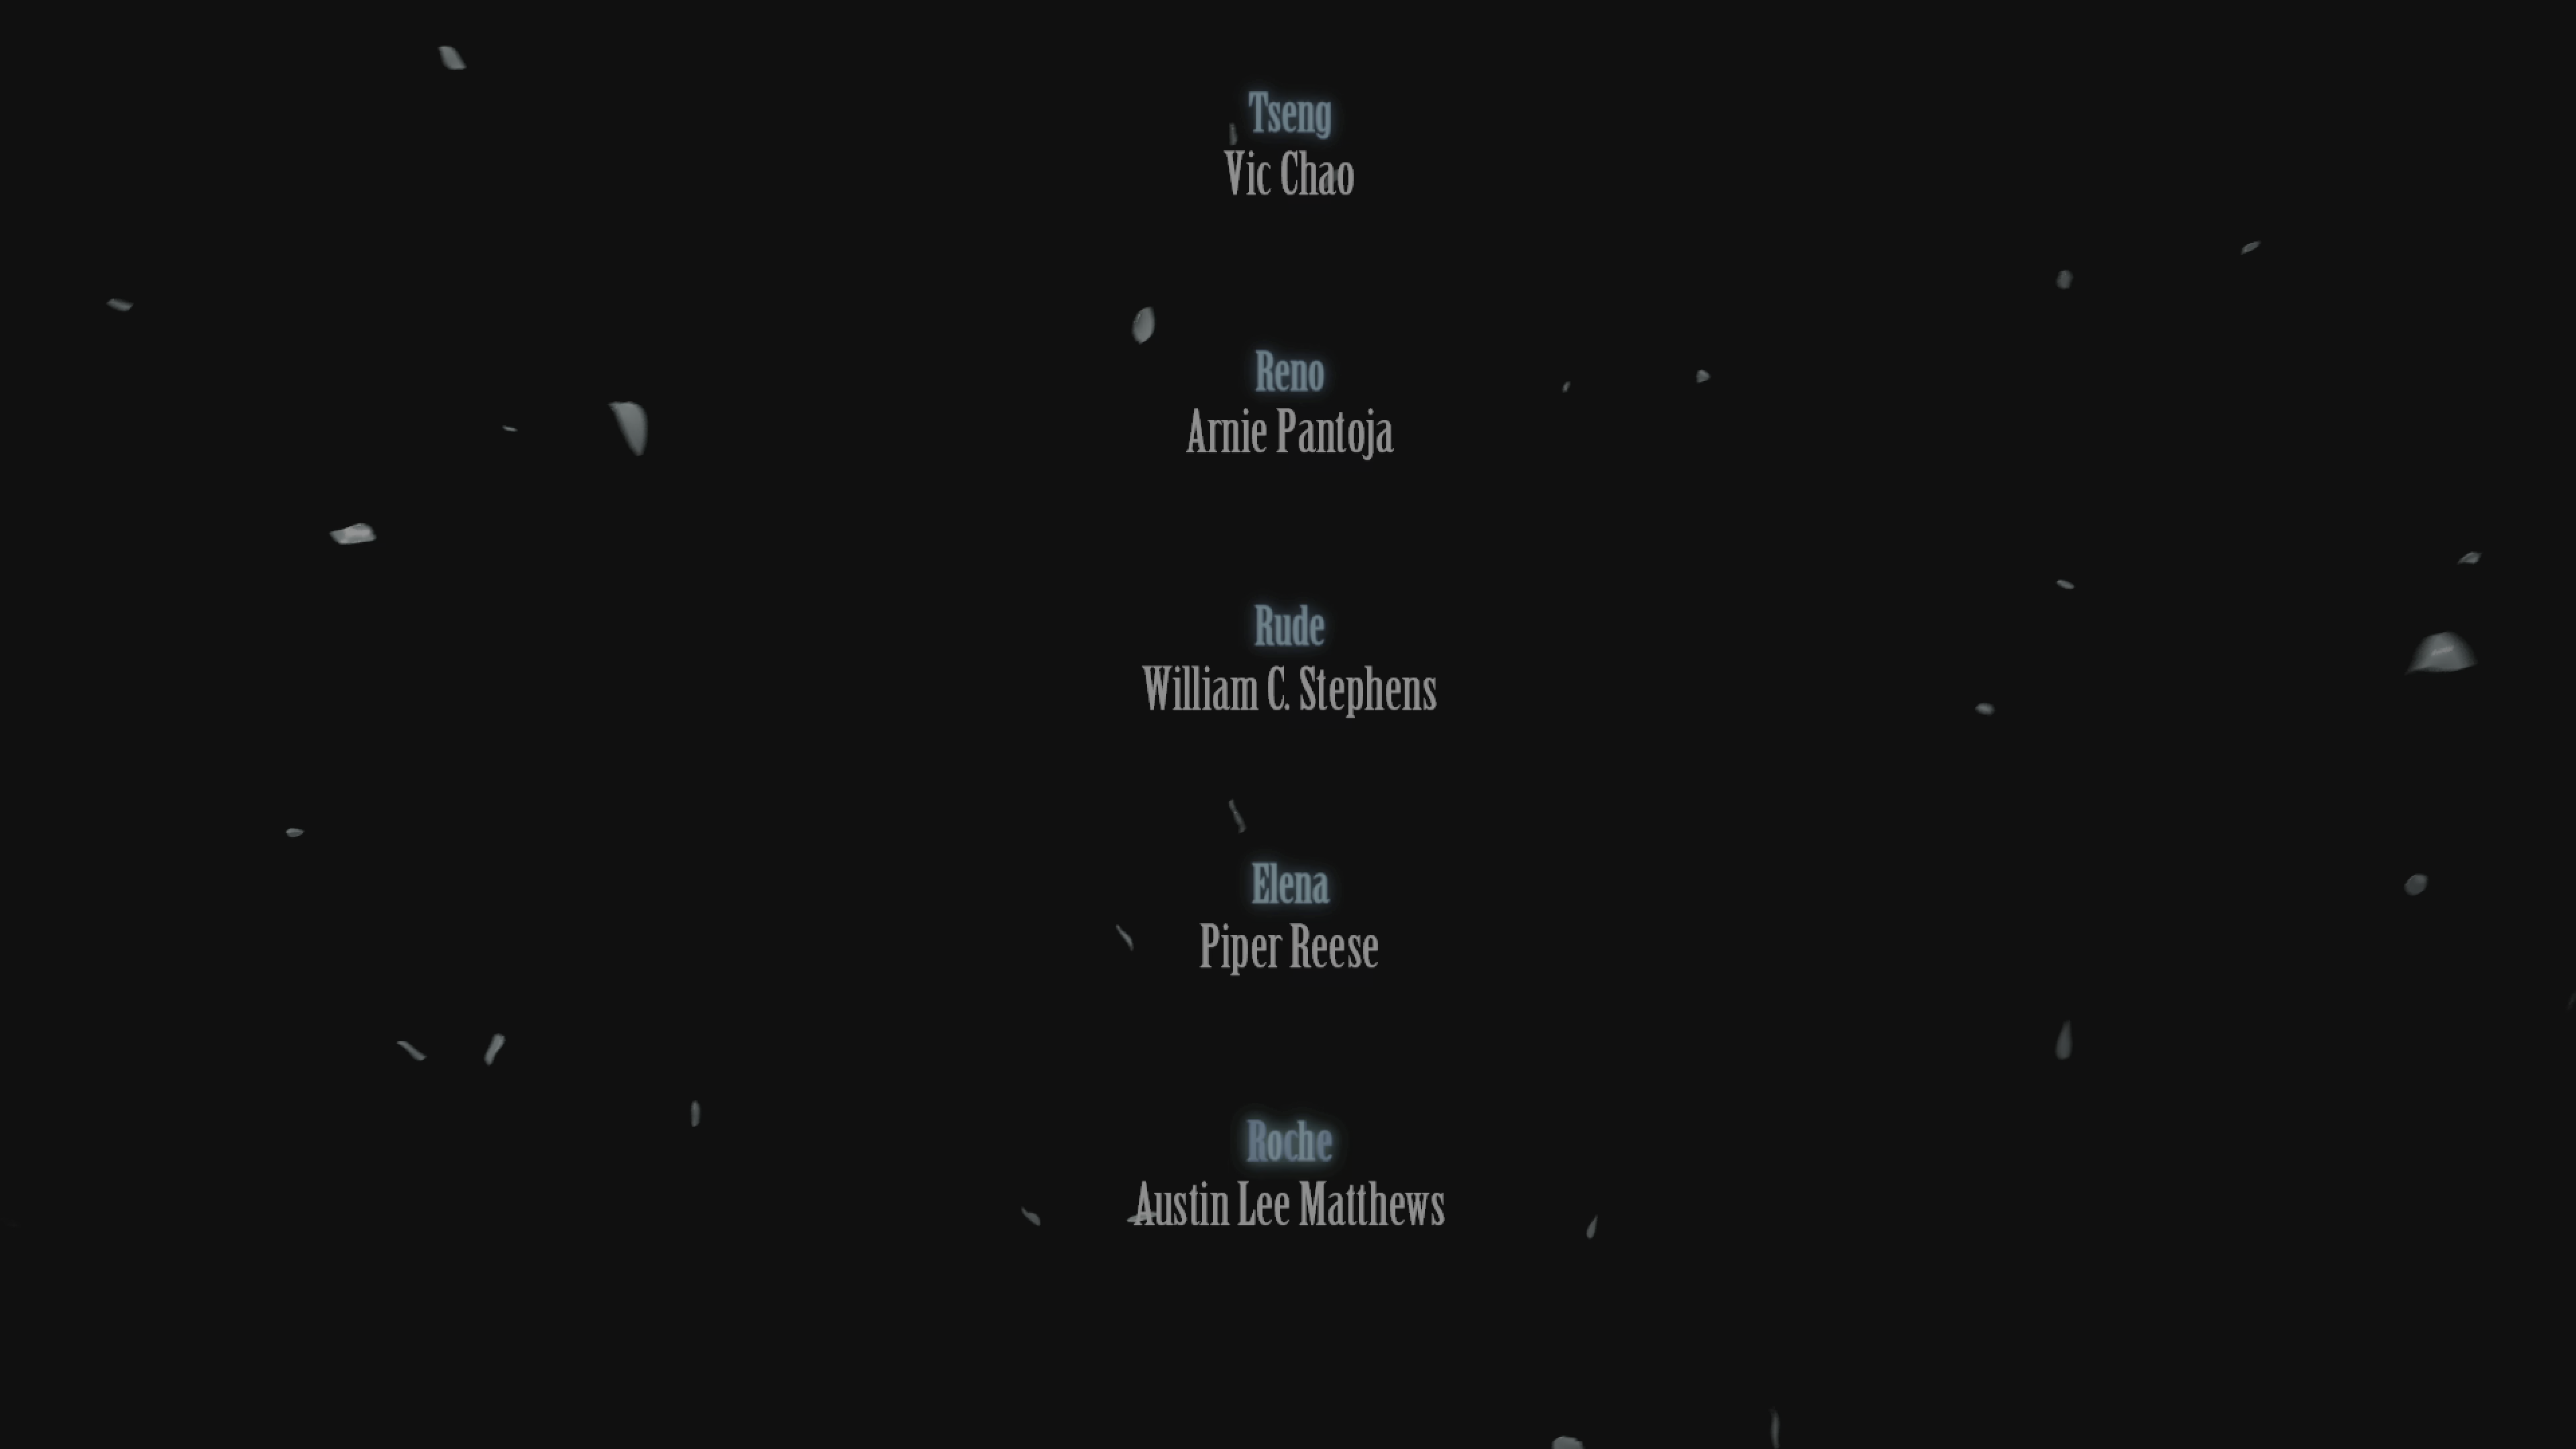 Tseng
Vic Chao
Reno
Arnie Pantoja
Rude
William C. Stephens
Elena
Piper Reese
Roche
Austin Lee Matthews